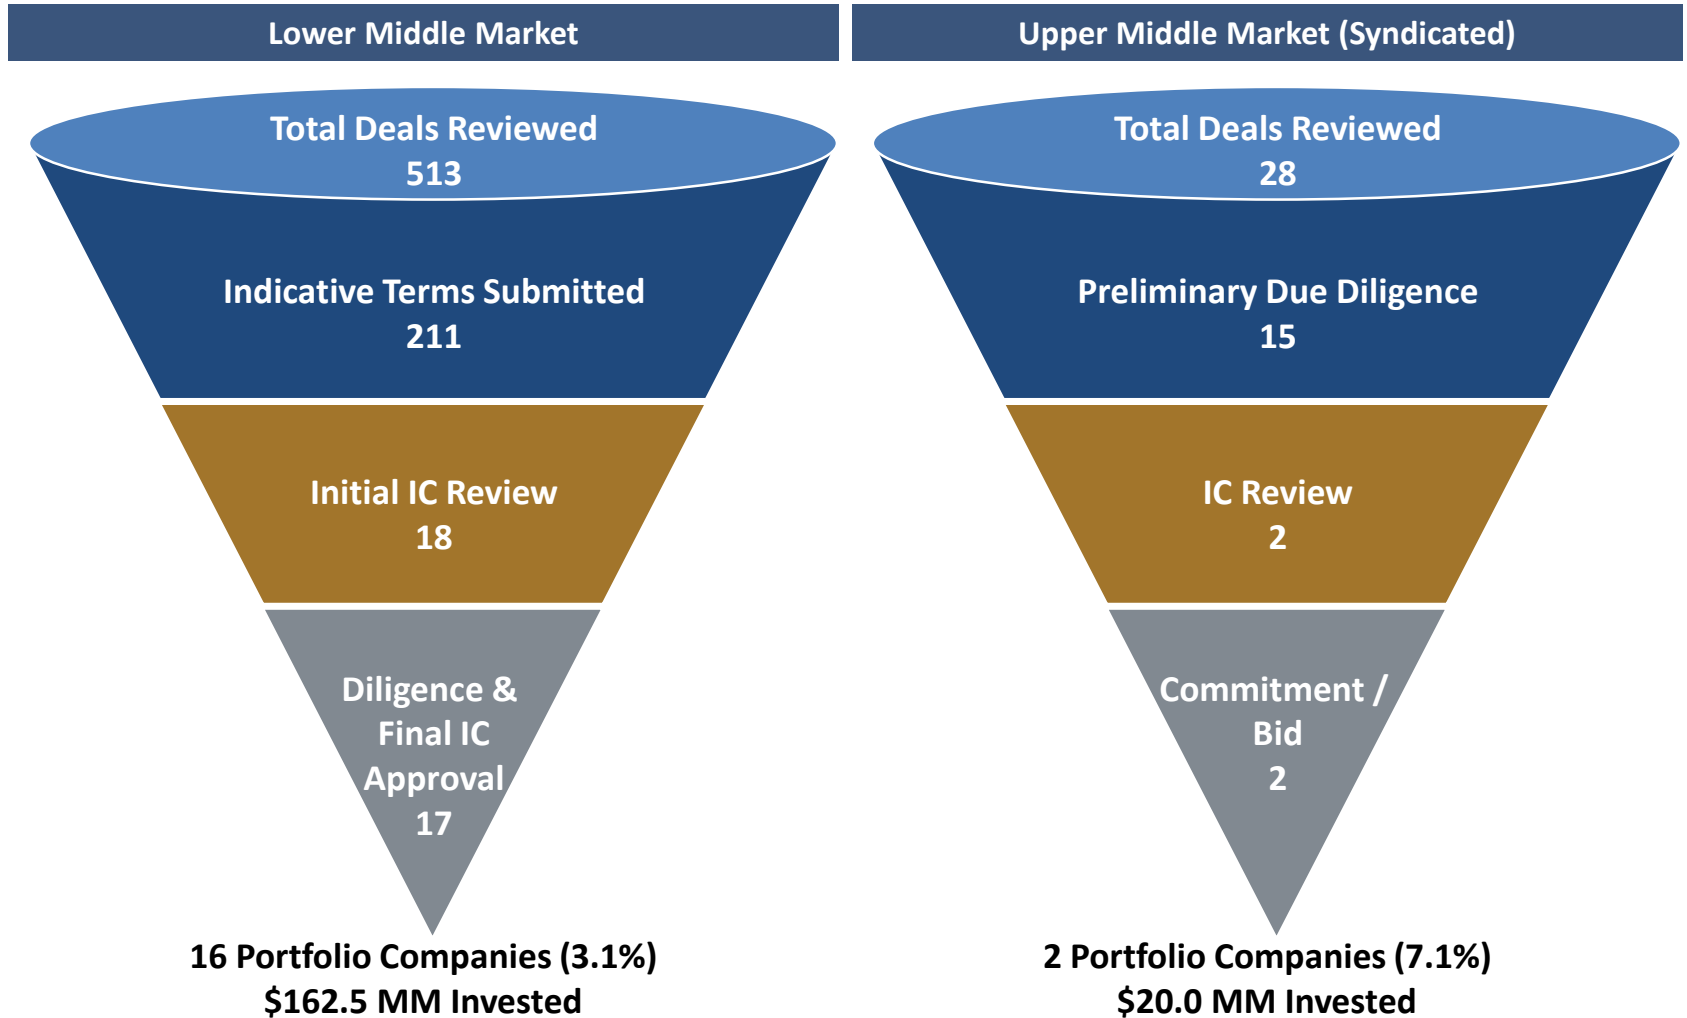 Lower Middle Market
Total Deals Reviewed
513
Indicative Terms Submitted
211
Initial IC Review
18
Diligence &
Final IC
Approval
17
16 Portfolio Companies (3.1%)
$162.5 MM Invested
Upper Middle Market (Syndicated)
Total Deals Reviewed
28
Preliminary Due Diligence
15
IC Review
2
Commitment /
Bid
2
2 Portfolio Companies (7.1%)
$20.0 MM Invested